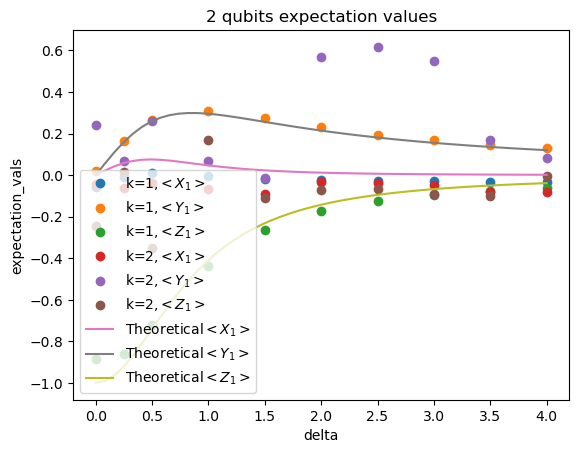 2 qubits expectation values
expectation_vals
0.6
0.4
0.2
0.0
−0.2
−0.4
−0.6
−0.8
−1.0
k=1,<X₁>
k=1,<Y₁>
k=1,<Z₁>
k=2,<X₁>
k=2,<Y₁>
k=2,<Z₁>
Theoretical<X₁>
Theoretical<Y₁>
Theoretical<Z₁>
0.0 0.5 1.0 1.5 2.0 2.5 3.0 3.5 4.0
delta